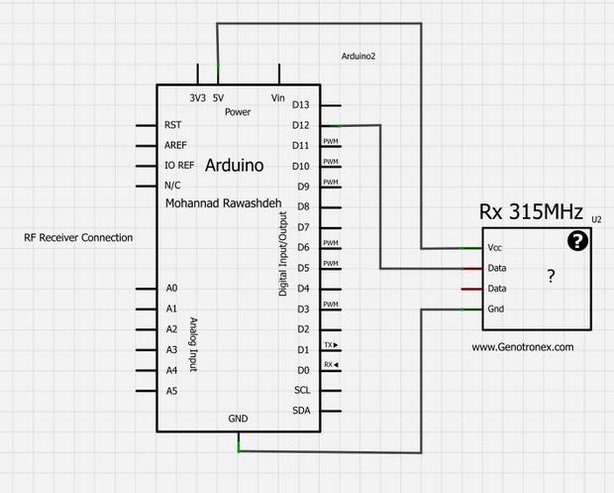 Arduino2
3V3 5V Vin
Power
RST
AREF
IO REF
N/C
Arduino
Mohannad Rawashdeh
RF Receiver Connection
A0
A1
A2
A3
A4
A5
Analog Input
Digital Input/Output
D13
D12
D11 PWM
D10 PWM
D9 PWM
D8
D7
D6 PWM
D5 PWM
D4
D3 PWM
D2
D1 TX▶
D0 RX◀
SCL
SDA
GND
Rx 315MHz
U2
?
Vcc
Data
?
Data
Gnd
www.Genotronex.com